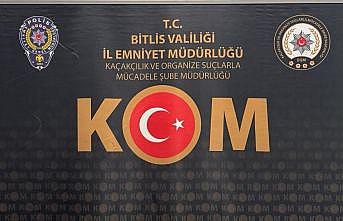 T.C.
BİTLİS VALİLİĞİ
İL EMNİYET MÜDÜRLÜĞÜ
KAÇAKÇILIK VE ORGANİZE SUÇLARLA
MÜCADELE ŞUBE MÜDÜRLÜĞÜ
KOM